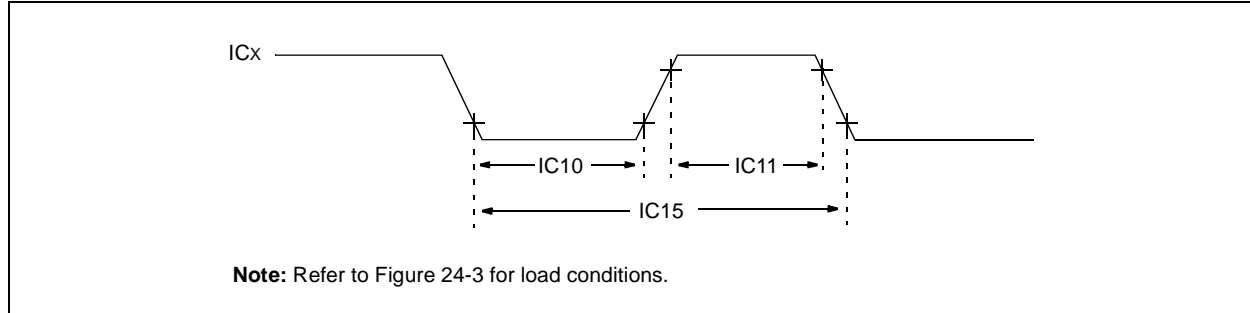 ICx
IC10
IC11
IC15
Note: Refer to Figure 24-3 for load conditions.